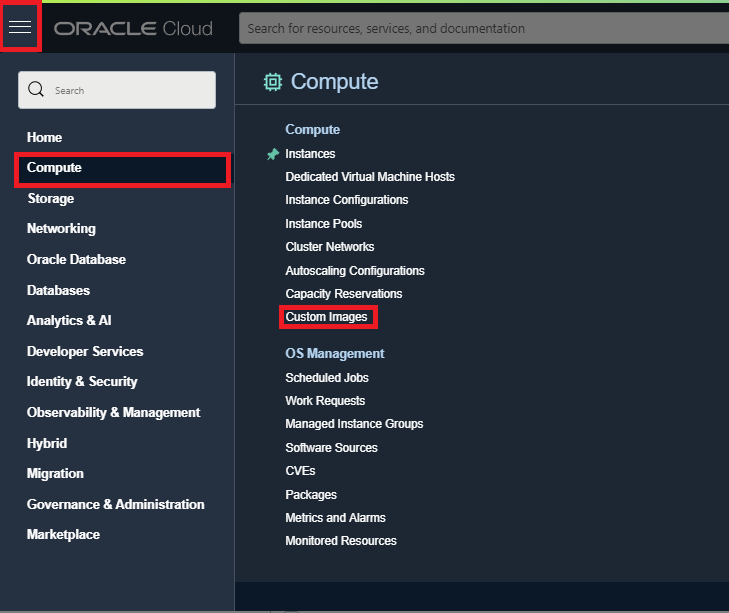 ORACLE Cloud
Search for resources, services, and documentation
Search
Home
Compute
Storage
Networking
Oracle Database
Databases
Analytics & AI
Developer Services
Identity & Security
Observability & Management
Hybrid
Migration
Governance & Administration
Marketplace
Compute
Compute
Instances
Dedicated Virtual Machine Hosts
Instance Configurations
Instance Pools
Cluster Networks
Autoscaling Configurations
Capacity Reservations
Custom Images
OS Management
Scheduled Jobs
Work Requests
Managed Instance Groups
Software Sources
CVEs
Packages
Metrics and Alarms
Monitored Resources